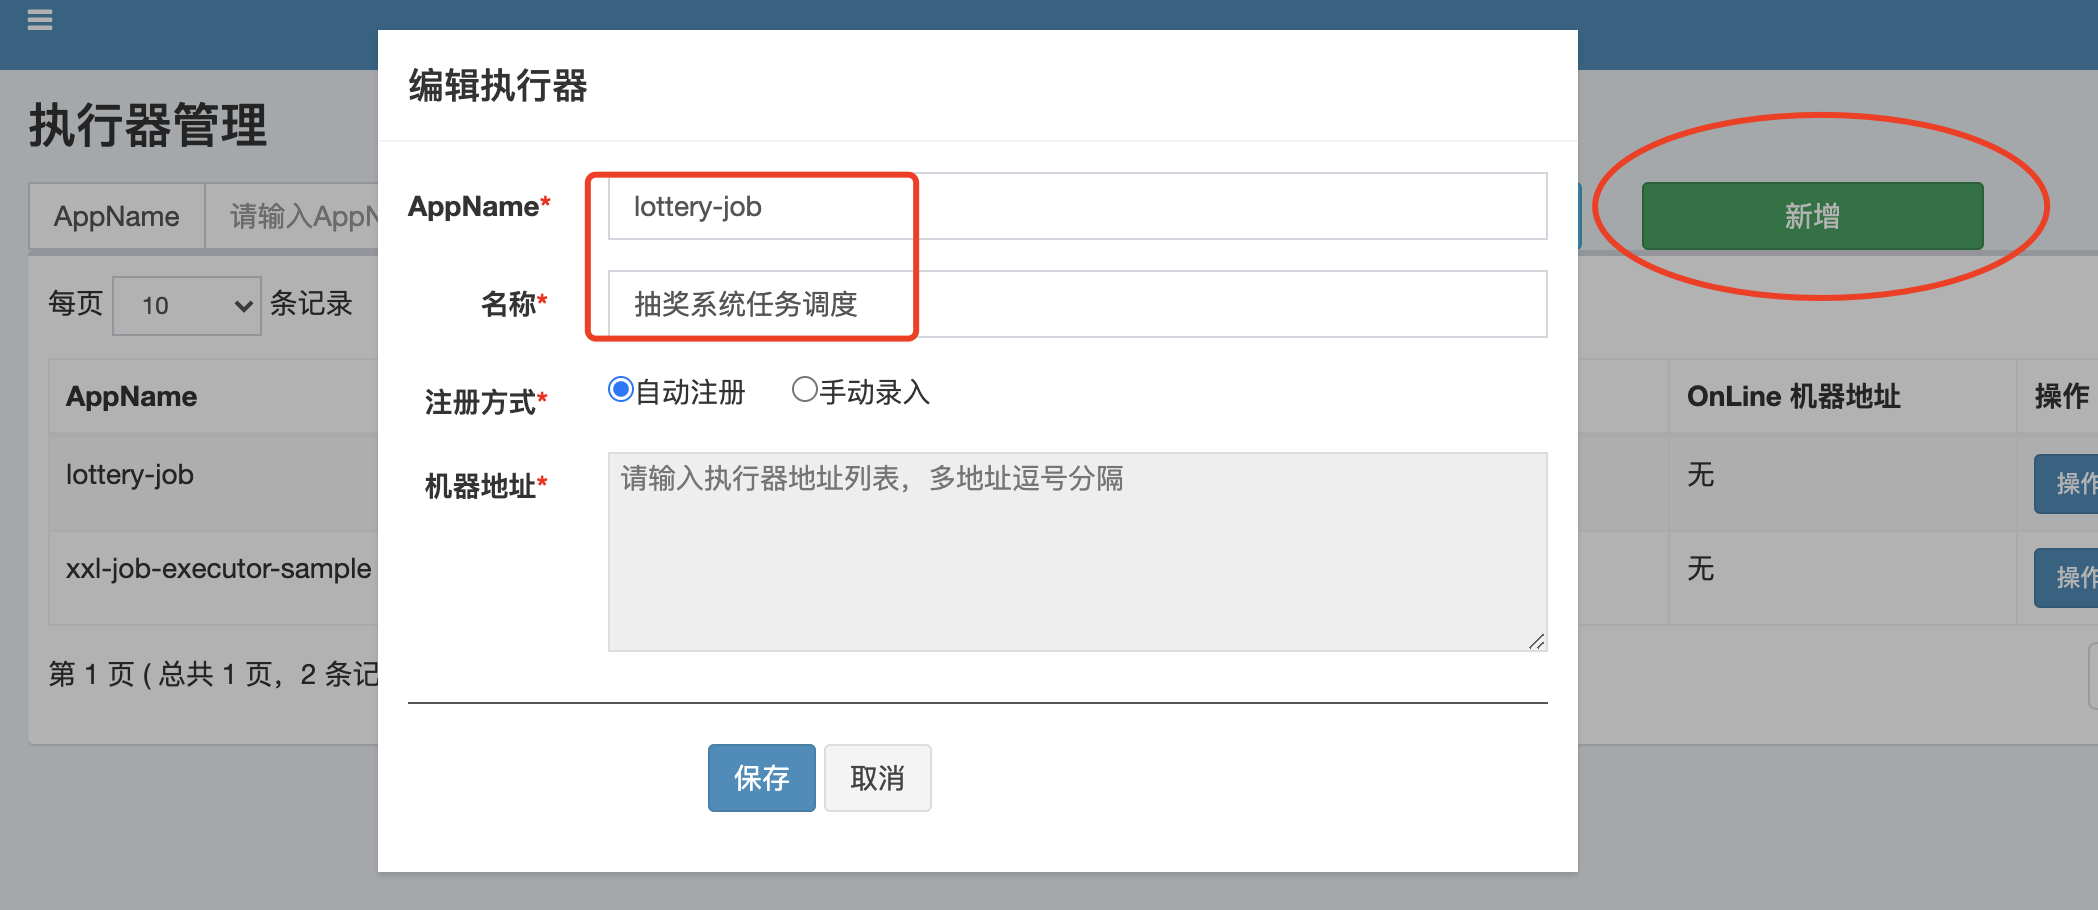 编辑执行器
执行器管理
AppName
请输入AppN
新增
AppName*
lottery-job
名称*
抽奖系统任务调度
每页 10 条记录
注册方式*
自动注册 手动录入
AppName
OnLine 机器地址
操作
机器地址*
请输入执行器地址列表，多地址逗号分隔
lottery-job
无
操作
xxl-job-executor-sample
无
操作
第 1 页 ( 总共 1 页，2 条记
保存
取消